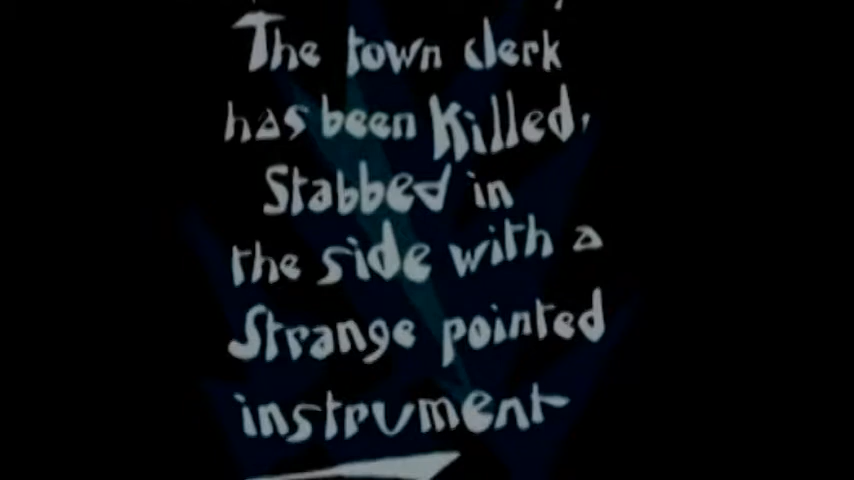 The town clerk
has been Killed,
Stabbed in
the side with a
Strange pointed
instrument